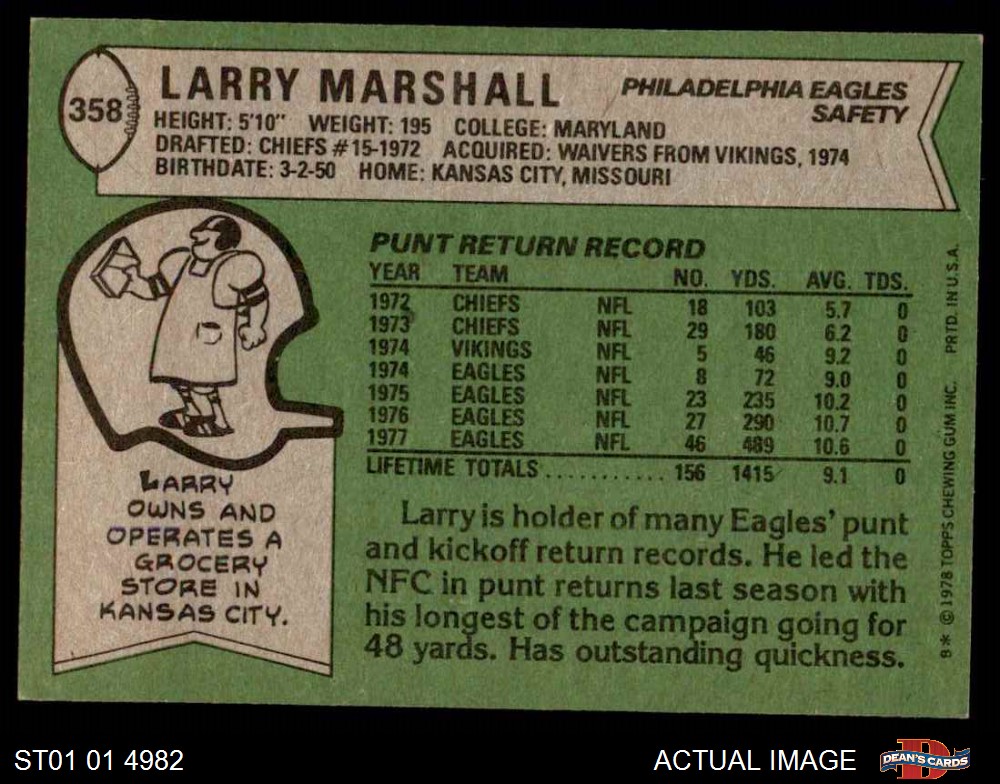 358
LARRY MARSHALL
PHILADELPHIA EAGLES
SAFETY
HEIGHT: 5'10" WEIGHT: 195 COLLEGE: MARYLAND
DRAFTED: CHIEFS #15-1972 ACQUIRED: WAIVERS FROM VIKINGS, 1974
BIRTHDATE: 3-2-50 HOME: KANSAS CITY, MISSOURI
PUNT RETURN RECORD
YEAR TEAM NO. YDS. AVG. TDS.
1972 CHIEFS NFL 18 103 5.7 0
1973 CHIEFS NFL 29 180 6.2 0
1974 VIKINGS NFL 5 46 9.2 0
1974 EAGLES NFL 8 72 9.0 0
1975 EAGLES NFL 23 235 10.2 0
1976 EAGLES NFL 27 290 10.7 0
1977 EAGLES NFL 46 489 10.6 0
LIFETIME TOTALS........... 156 1415 9.1 0
Larry is holder of many Eagles' punt
and kickoff return records. He led the
NFC in punt returns last season with
his longest of the campaign going for
48 yards. Has outstanding quickness.
LARRY
OWNS AND
OPERATES A
GROCERY
STORE IN
KANSAS CITY.
8* ©1978 TOPPS CHEWING GUM INC. PRTD. IN U.S.A.
ST01 01 4982
ACTUAL IMAGE
DEAN'S CARDS